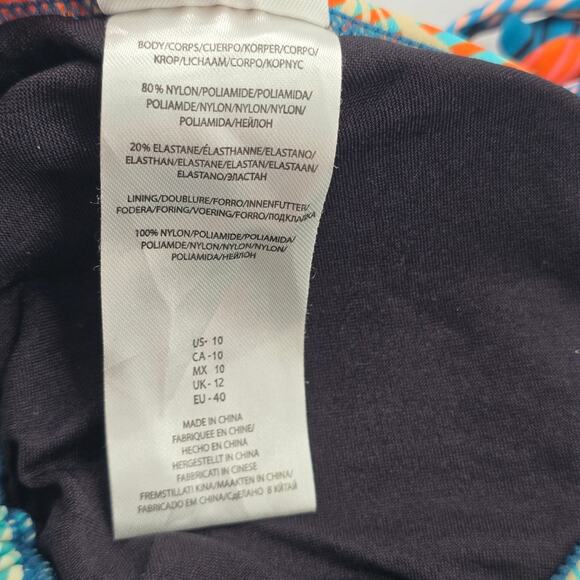 BODY/CORPS/CUERPO/KÖRPER/CORPO/
KROP/LICHAAM/CORPO/КОРПУС
80% NYLON/POLIAMIDE/POLIAMIDA/
POLIAMDE/NYLON/NYLON/NYLON/
POLIAMIDA/НЕЙЛОН
20% ELASTANE/ÉLASTHANNE/ELASTANO/
ELASTHAN/ELASTANE/ELASTAN/ELASTAAN/
ELASTANO/ЭЛАСТАН
LINING/DOUBLURE/FORRO/INNENFUTTER/
FODERA/FORING/VOERING/FORRO/ПОДКЛАДКА
100% NYLON/POLIAMIDE/POLIAMIDA/
POLIAMDE/NYLON/NYLON/NYLON/
POLIAMIDA/НЕЙЛОН
US- 10
CA -10
MX 10
UK- 12
EU - 40
MADE IN CHINA
FABRIQUEE EN CHINE/
HECHO EN CHINA
HERGESTELLT IN CHINA
FABBRICATI IN CINESE
FREMSTILLATI KINA/MAAKTEN IN CHINA/
FABRICADO EM CHINA/СДЕЛАНО В КИТАЙ